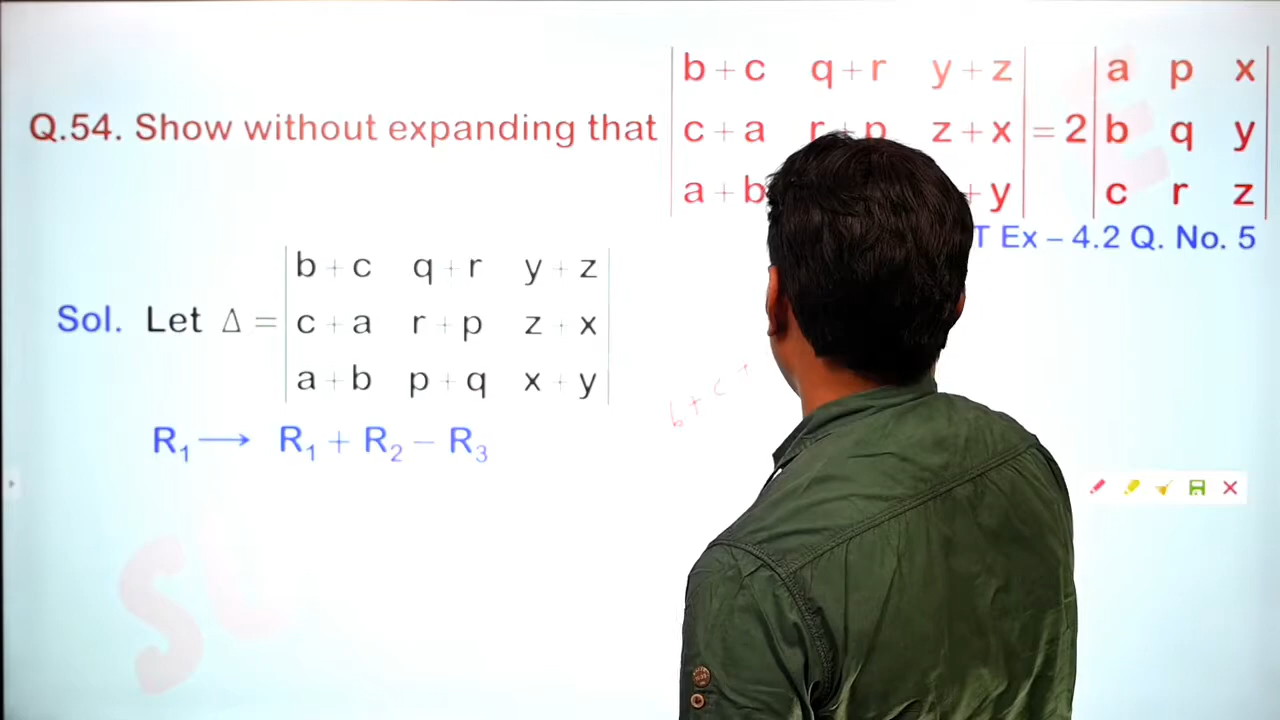 b + c q + r y + z a p x
Q.54. Show without expanding that c + a r + p z + x = 2 b q y
a + b + y c r z
T Ex – 4.2 Q. No. 5
b + c q + r y + z
Sol. Let Δ = c + a r + p z + x
a + b p + q x + y
b + c +
R₁ ⟶ R₁ + R₂ – R₃